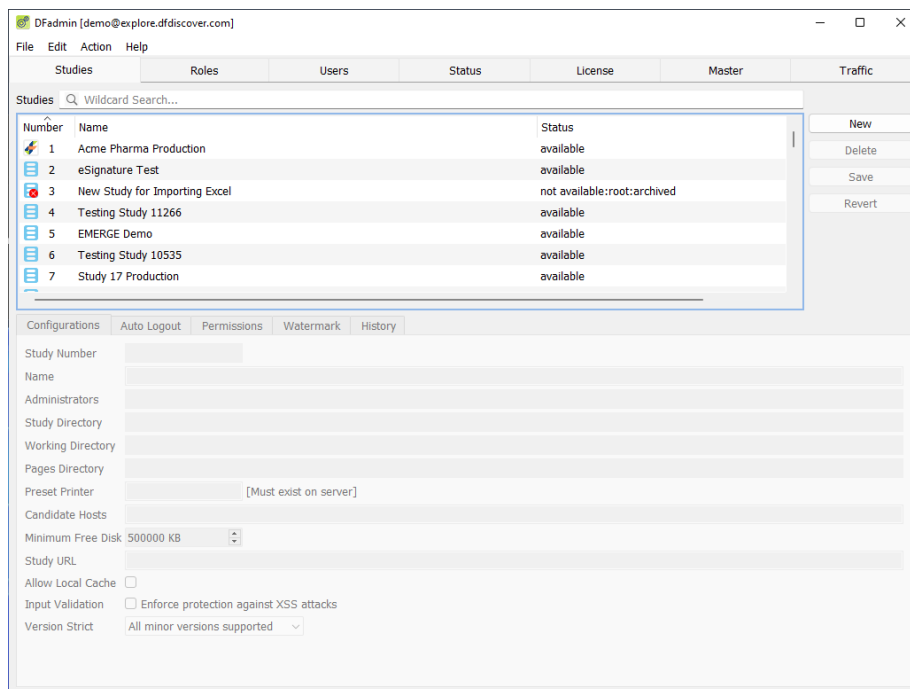 DFadmin [demo@explore.dfdiscover.com]
File Edit Action Help
Studies Roles Users Status License Master Traffic
Studies Wildcard Search...
Number Name Status
1 Acme Pharma Production available
2 eSignature Test available
3 New Study for Importing Excel not available:root:archived
4 Testing Study 11266 available
5 EMERGE Demo available
6 Testing Study 10535 available
7 Study 17 Production available
New
Delete
Save
Revert
Configurations Auto Logout Permissions Watermark History
Study Number
Name
Administrators
Study Directory
Working Directory
Pages Directory
Preset Printer [Must exist on server]
Candidate Hosts
Minimum Free Disk 500000 KB
Study URL
Allow Local Cache
Input Validation Enforce protection against XSS attacks
Version Strict All minor versions supported